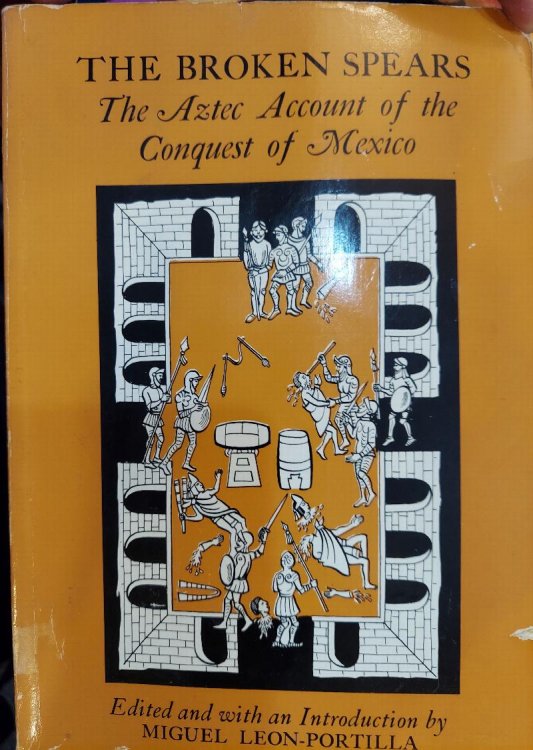 THE BROKEN SPEARS
The Aztec Account of the
Conquest of Mexico
Edited and with an Introduction by
MIGUEL LEON-PORTILLA